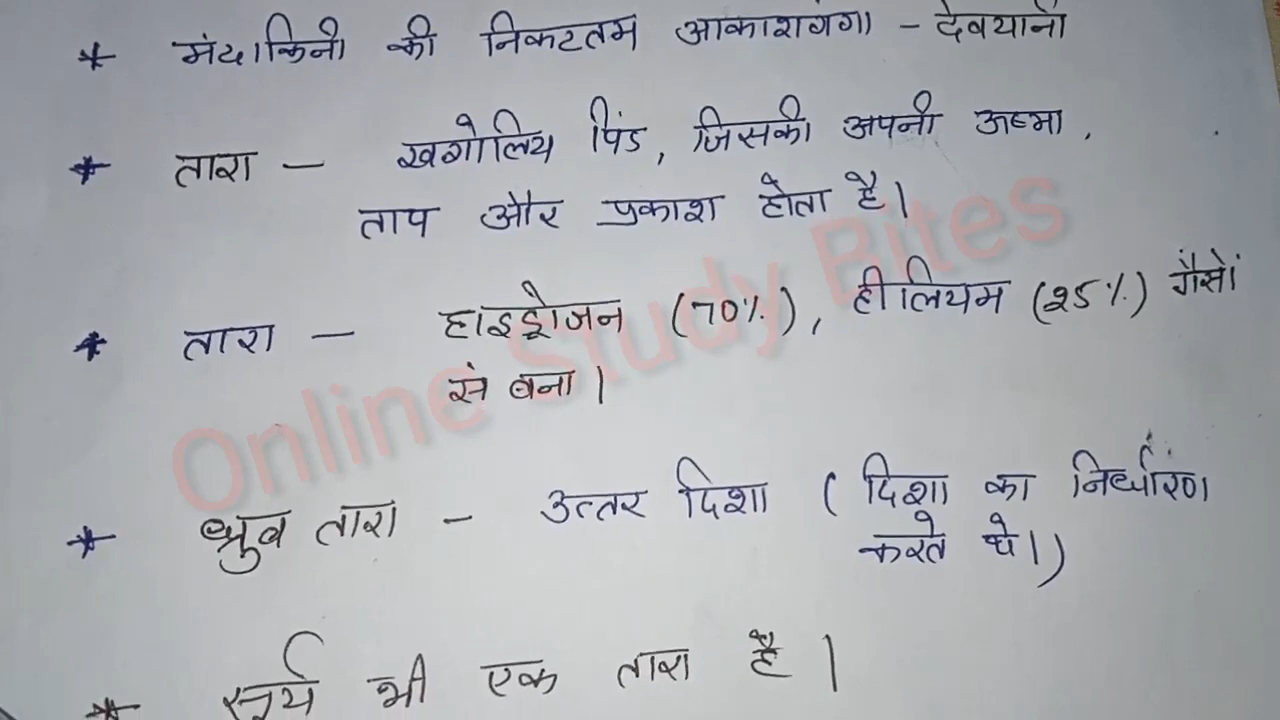 * मंदाकिनी की निकटतम आकाशगंगा - देवयानी
* तारा - खगोलिय पिंड, जिसकी अपनी ऊष्मा,
ताप और प्रकाश होता है।
* तारा - हाइड्रोजन (70%), हीलियम (25%) गैसों
से बना।
* ध्रुव तारा - उत्तर दिशा (दिशा का निर्धारण
करते थे।)
* सूर्य भी एक तारा है।
Online Study Bites